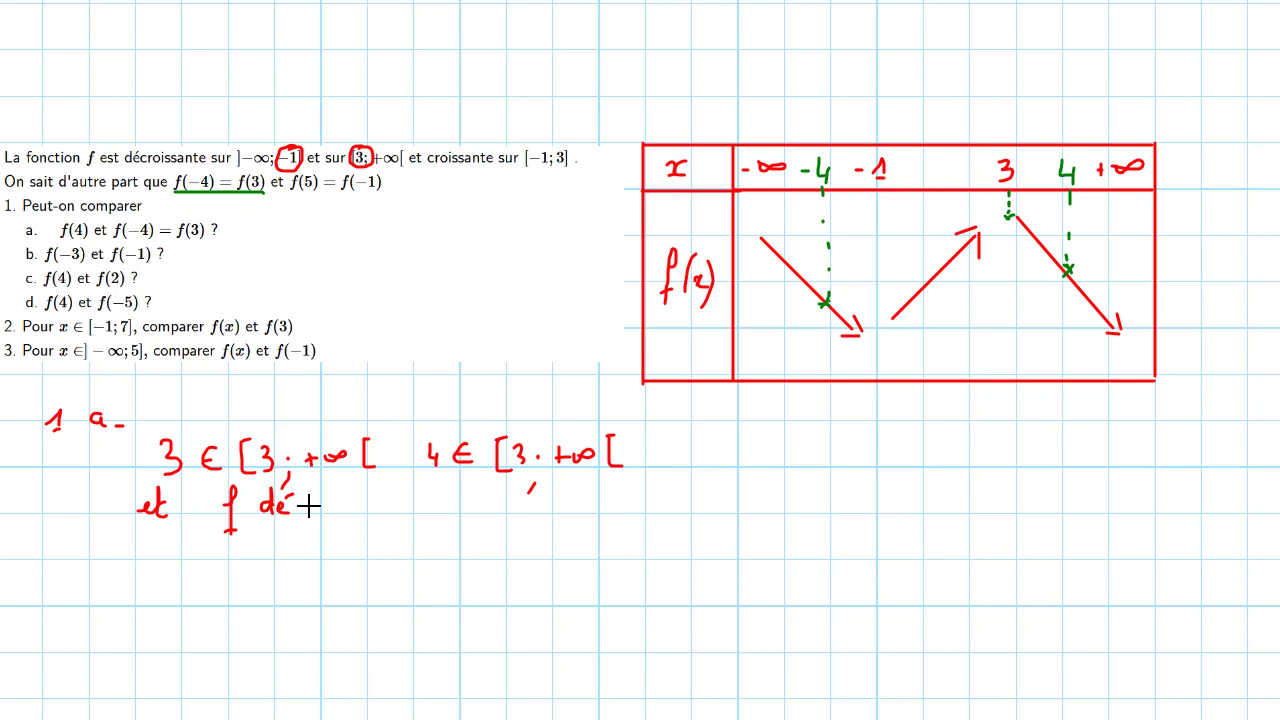 La fonction f est décroissante sur ]−∞; −1] et sur [3; +∞[ et croissante sur [−1; 3] .
On sait d'autre part que f(−4) = f(3) et f(5) = f(−1)
1. Peut-on comparer
a. f(4) et f(−4) = f(3) ?
b. f(−3) et f(−1) ?
c. f(4) et f(2) ?
d. f(4) et f(−5) ?
2. Pour x ∈ [−1; 7], comparer f(x) et f(3)
3. Pour x ∈] − ∞; 5], comparer f(x) et f(−1)
x -∞ -4 -1 3 4 +∞
f(x)
1 a-
3 ∈ [3; +∞[ 4 ∈ [3; +∞[
et f dé